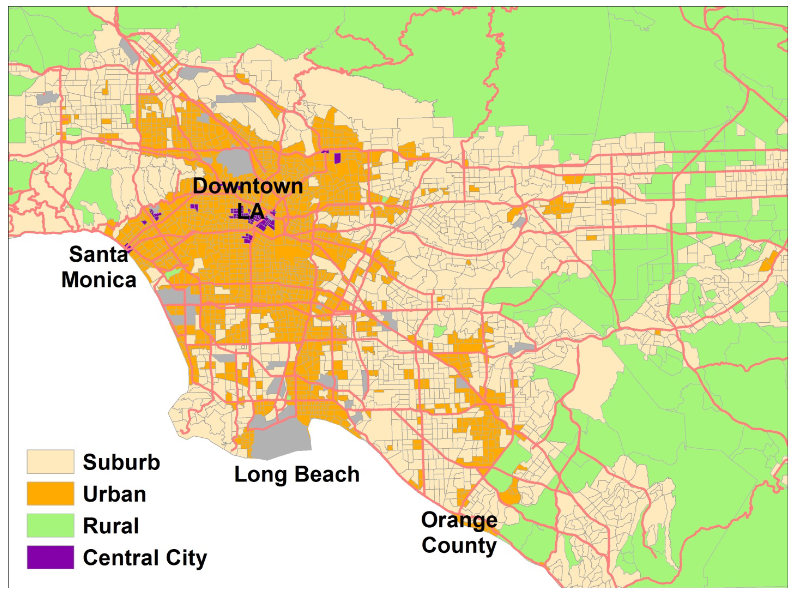 Downtown
LA
Santa
Monica
Long Beach
Orange
County
Suburb
Urban
Rural
Central City